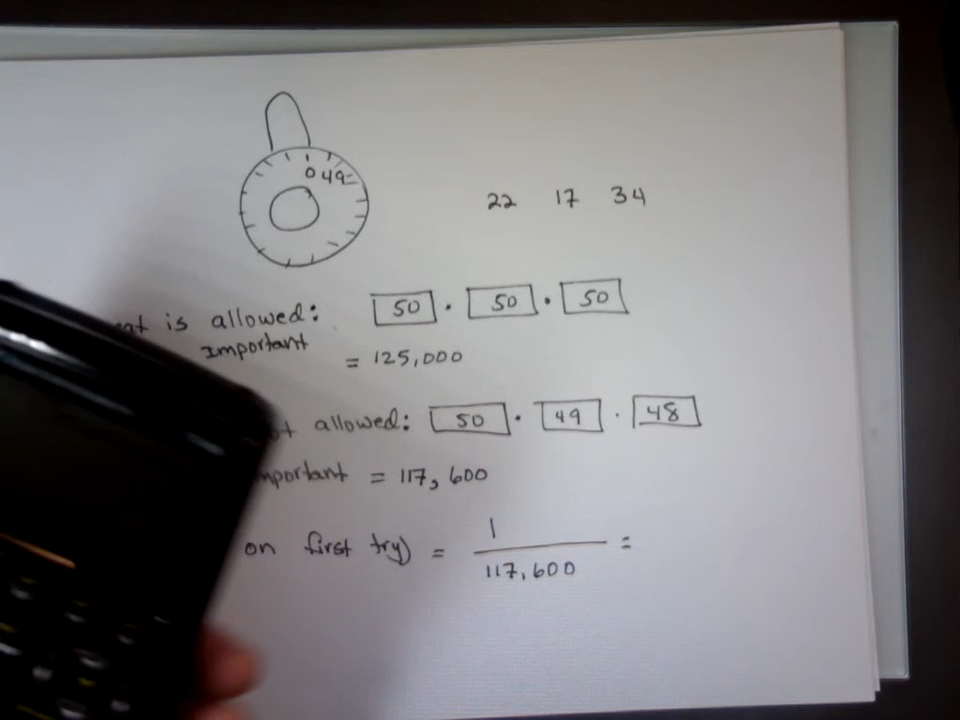 0 49
22 17 34
is allowed: 50 · 50 · 50
Important
= 125,000
allowed: 50 · 49 · 48
= 117,600
on first try) = 1
117,600 =